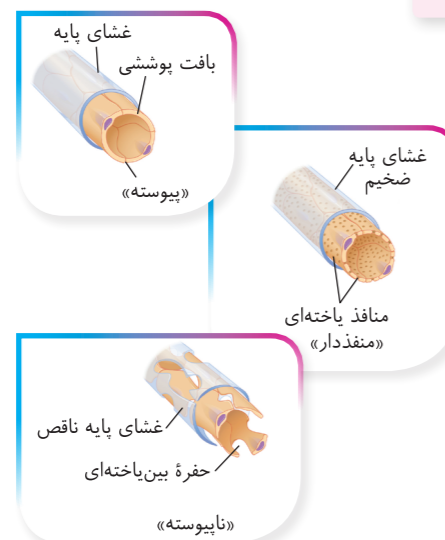 غشای پایه
بافت پوششی
«پیوسته»
غشای پایه
ضخیم
منافذ یاخته‌ای
«منفذدار»
غشای پایه ناقص
حفرهٔ بین‌یاخته‌ای
«ناپیوسته»